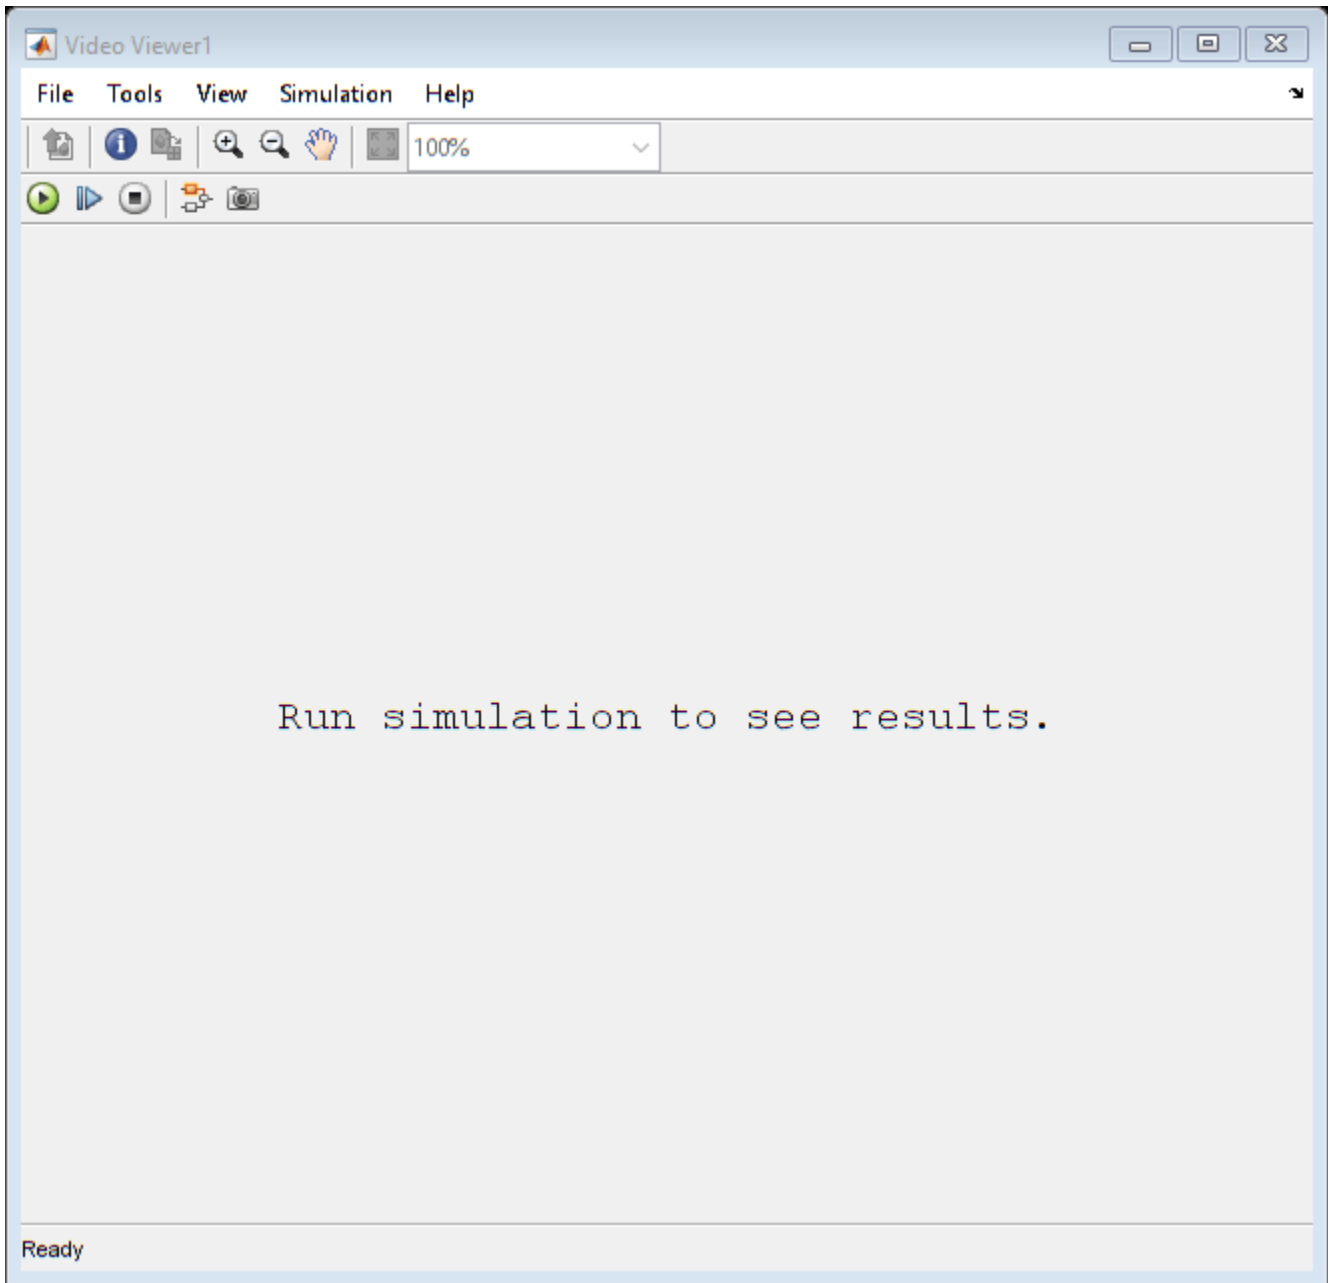 Video Viewer1
File Tools View Simulation Help
100%
Run simulation to see results.
Ready